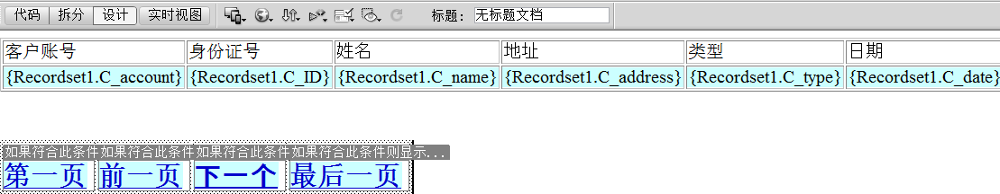 代码 拆分 设计 实时视图 标题: 无标题文档
客户账号 身份证号 姓名 地址 类型 日期
{Recordset1.C_account} {Recordset1.C_ID} {Recordset1.C_name} {Recordset1.C_address} {Recordset1.C_type} {Recordset1.C_date}
如果符合此条件 如果符合此条件 如果符合此条件 如果符合此条件则显示...
第一页 前一页 下一个 最后一页